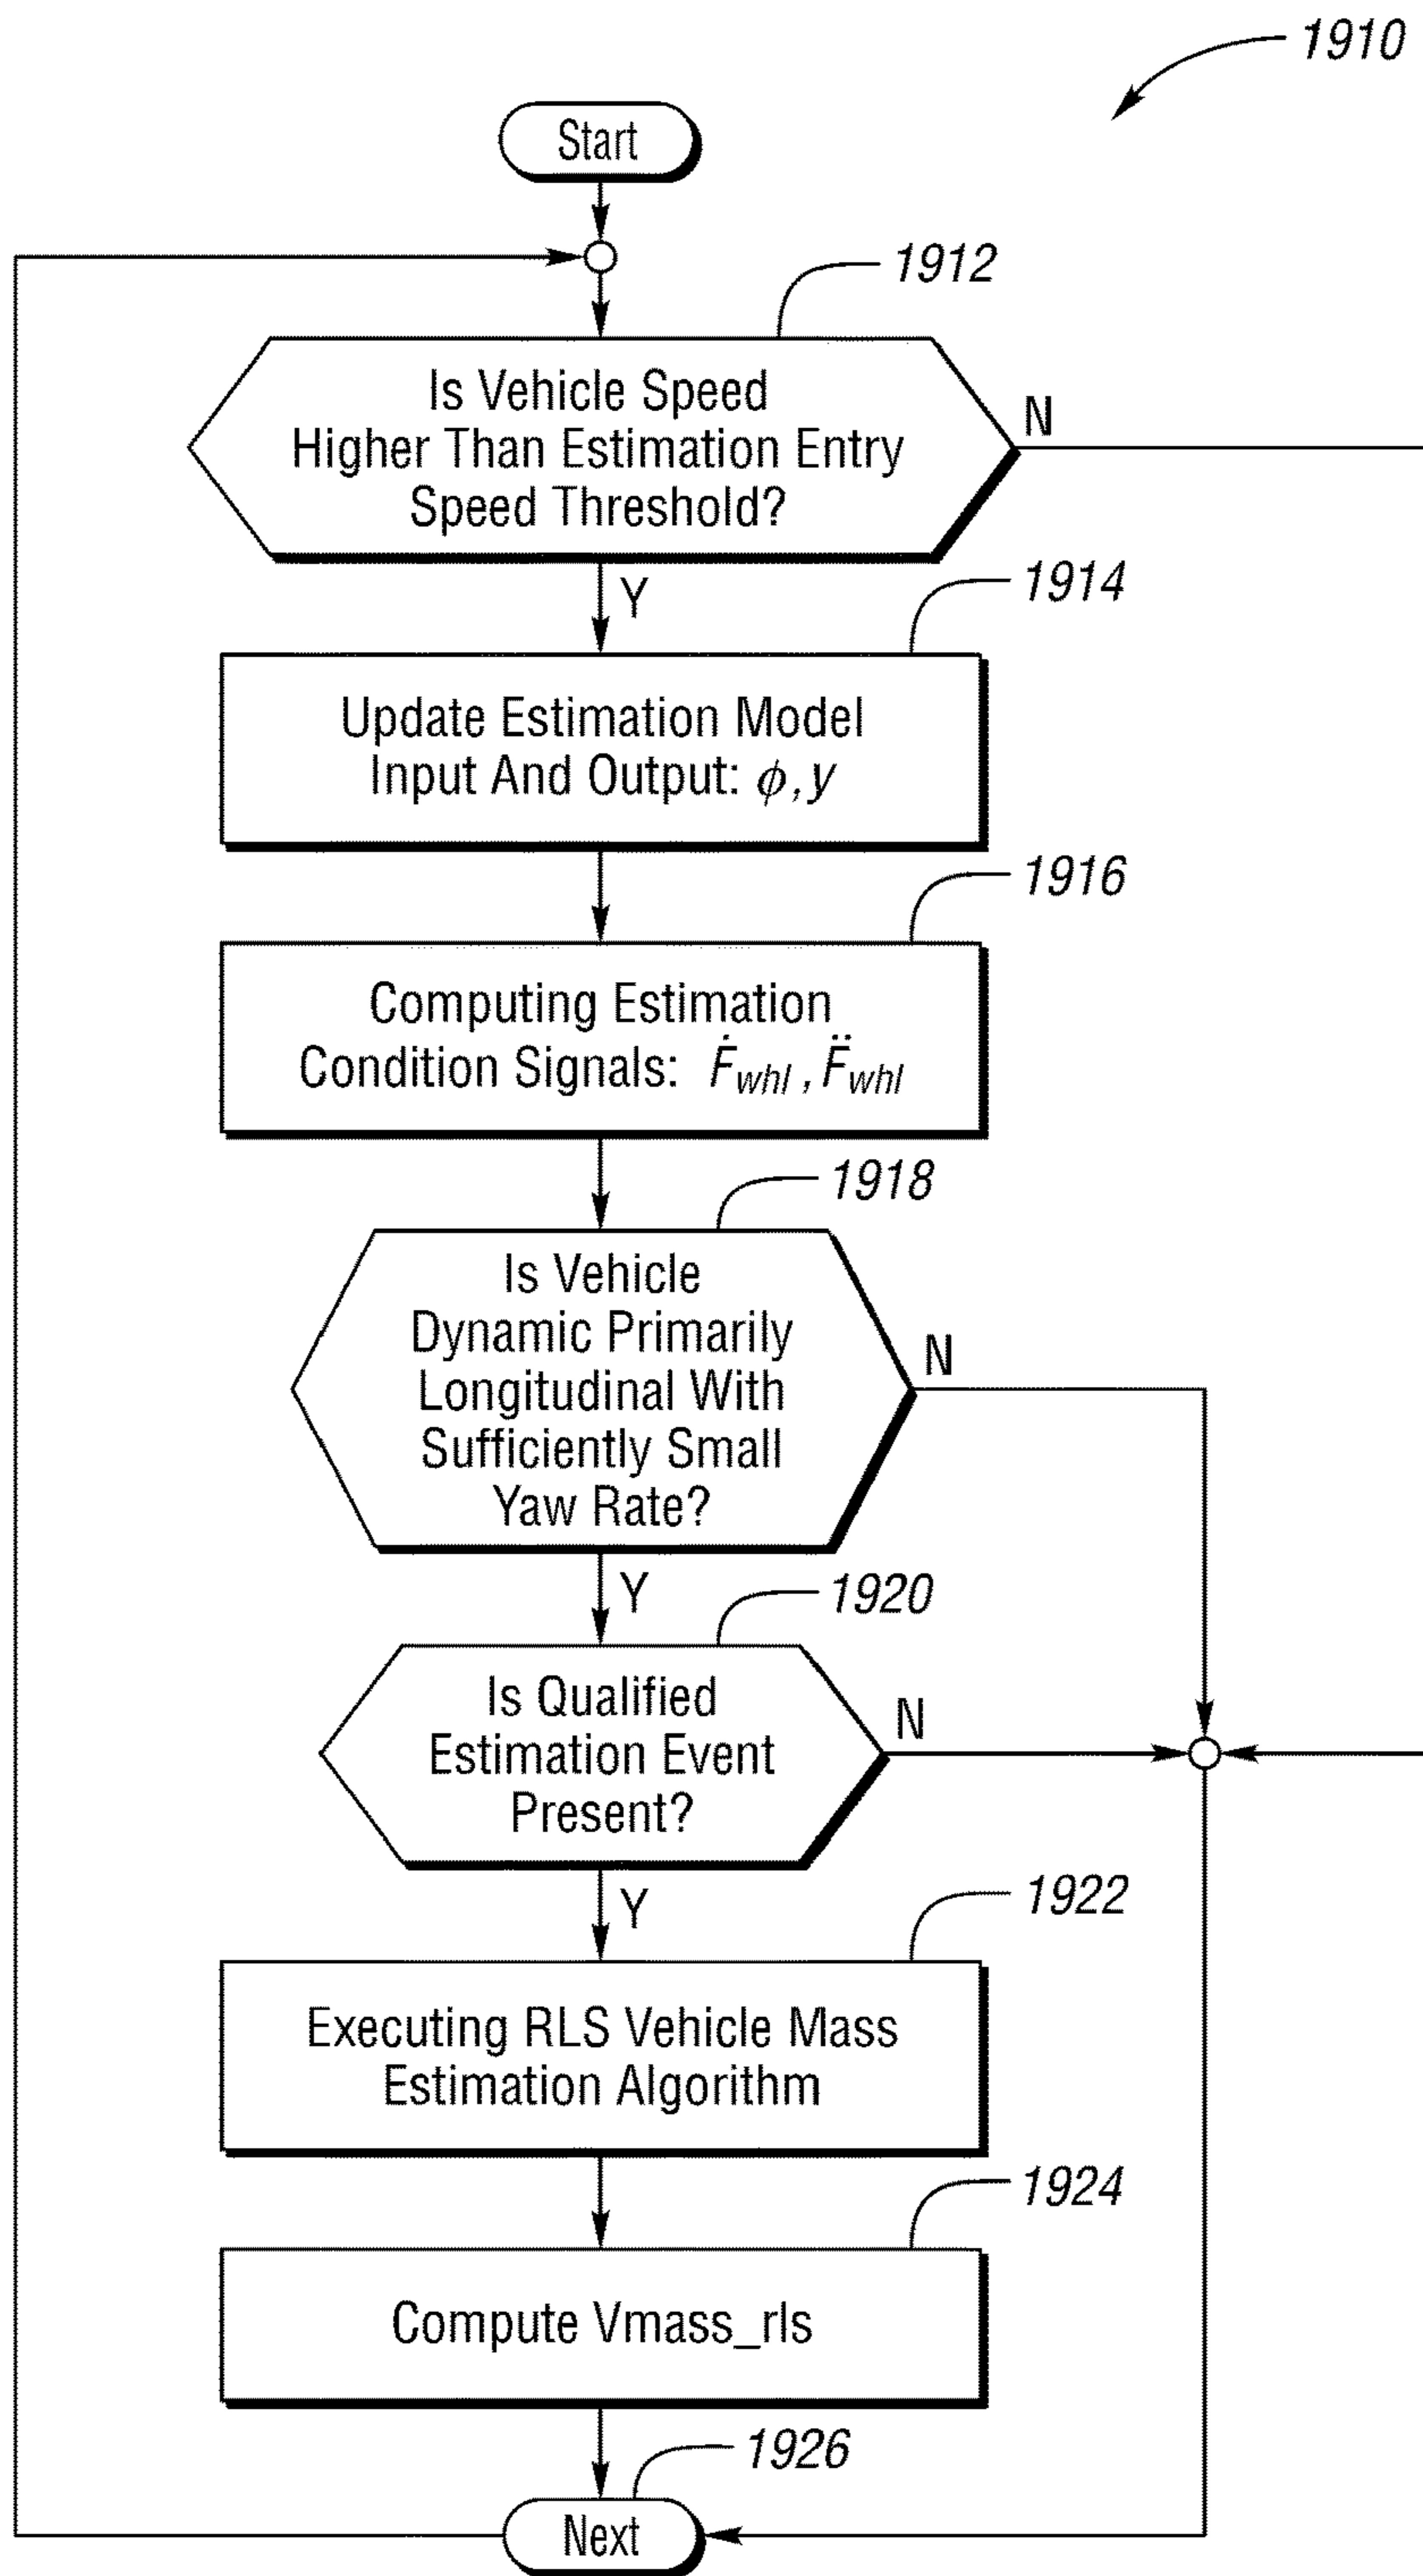 1910
Start
1912
Is Vehicle Speed
Higher Than Estimation Entry
Speed Threshold?
N
Y
1914
Update Estimation Model
Input And Output: ϕ, y
1916
Computing Estimation
Condition Signals: Ḟwhl , F̈whl
1918
Is Vehicle
Dynamic Primarily
Longitudinal With
Sufficiently Small
Yaw Rate?
N
Y
1920
Is Qualified
Estimation Event
Present?
N
Y
1922
Executing RLS Vehicle Mass
Estimation Algorithm
1924
Compute Vmass_rls
1926
Next